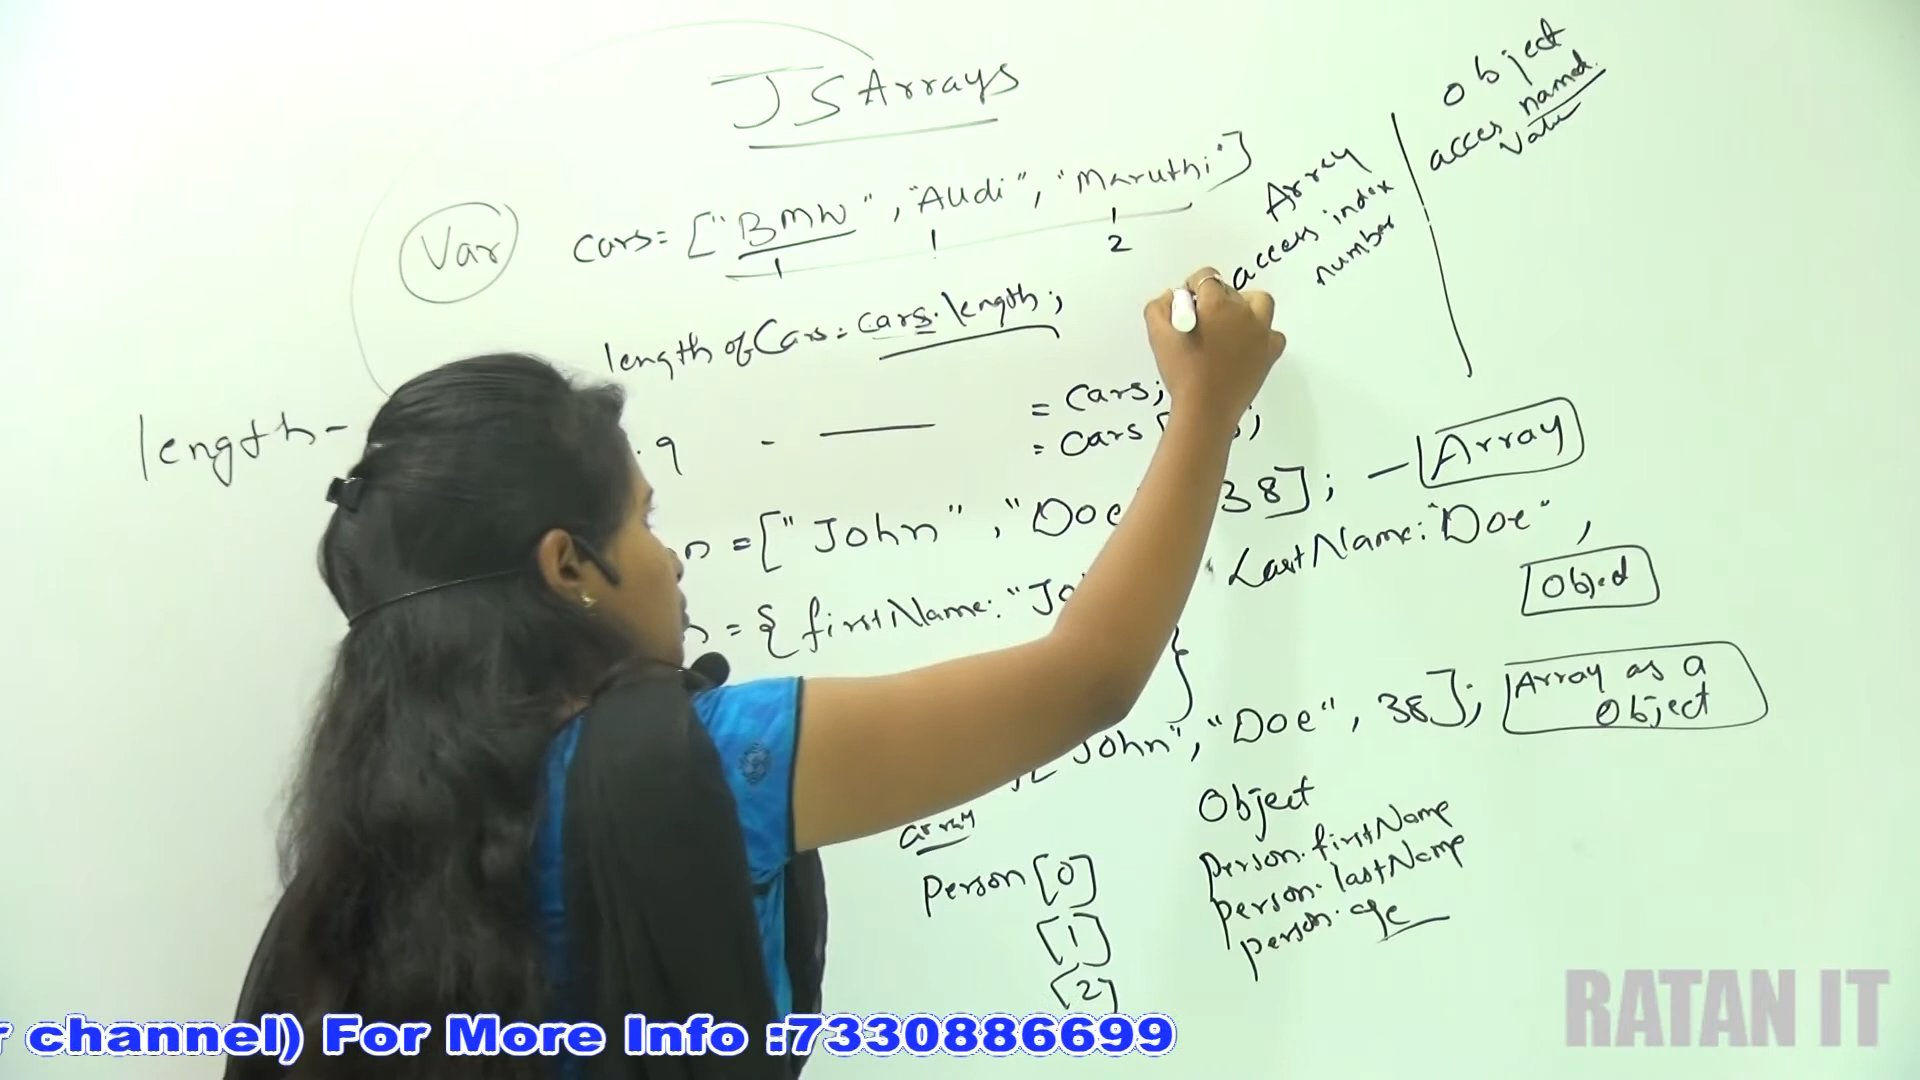 JS Arrays
object
acces named
value
Array
access index
number
Var cars= ["BMW", "Audi", "Maruthi"]
1 1 2
length of Cars= cars.length;
length-
= cars;
= cars
= ["John", "Doe 38]; - Array
= { firstName: "Jo LastName: "Doe",
Object
}
John", "Doe", 38]; Array as a
Object
array
Object
person [0] person.firstName
[1] person.lastName
[2] person.age
channel) For More Info :7330886699
RATAN IT